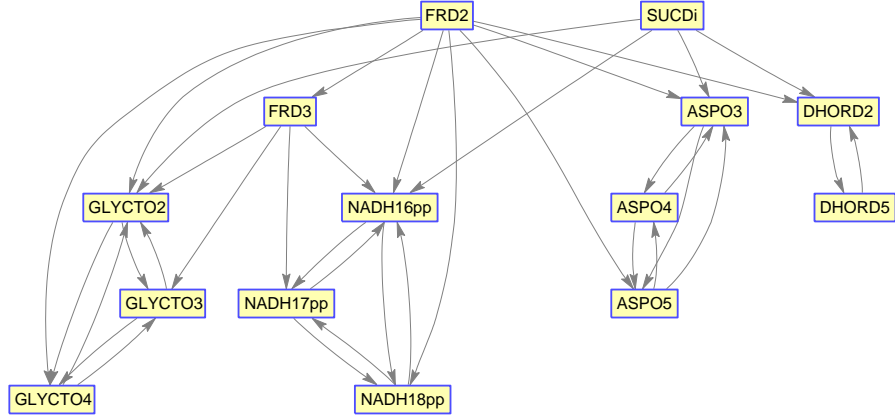 FRD2
SUCDi
FRD3
ASPO3
DHORD2
GLYCTO2
NADH16pp
ASPO4
DHORD5
GLYCTO3
NADH17pp
ASPO5
GLYCTO4
NADH18pp